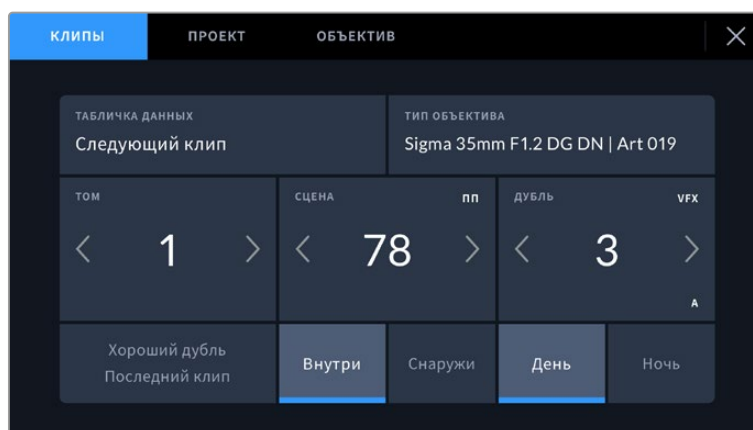 КЛИПЫ ПРОЕКТ ОБЪЕКТИВ
ТАБЛИЧКА ДАННЫХ ТИП ОБЪЕКТИВА
Следующий клип Sigma 35mm F1.2 DG DN | Art 019
ТОМ СЦЕНА ПП ДУБЛЬ VFX
1 78 3
A
Хороший дубль
Последний клип
Внутри Снаружи День Ночь